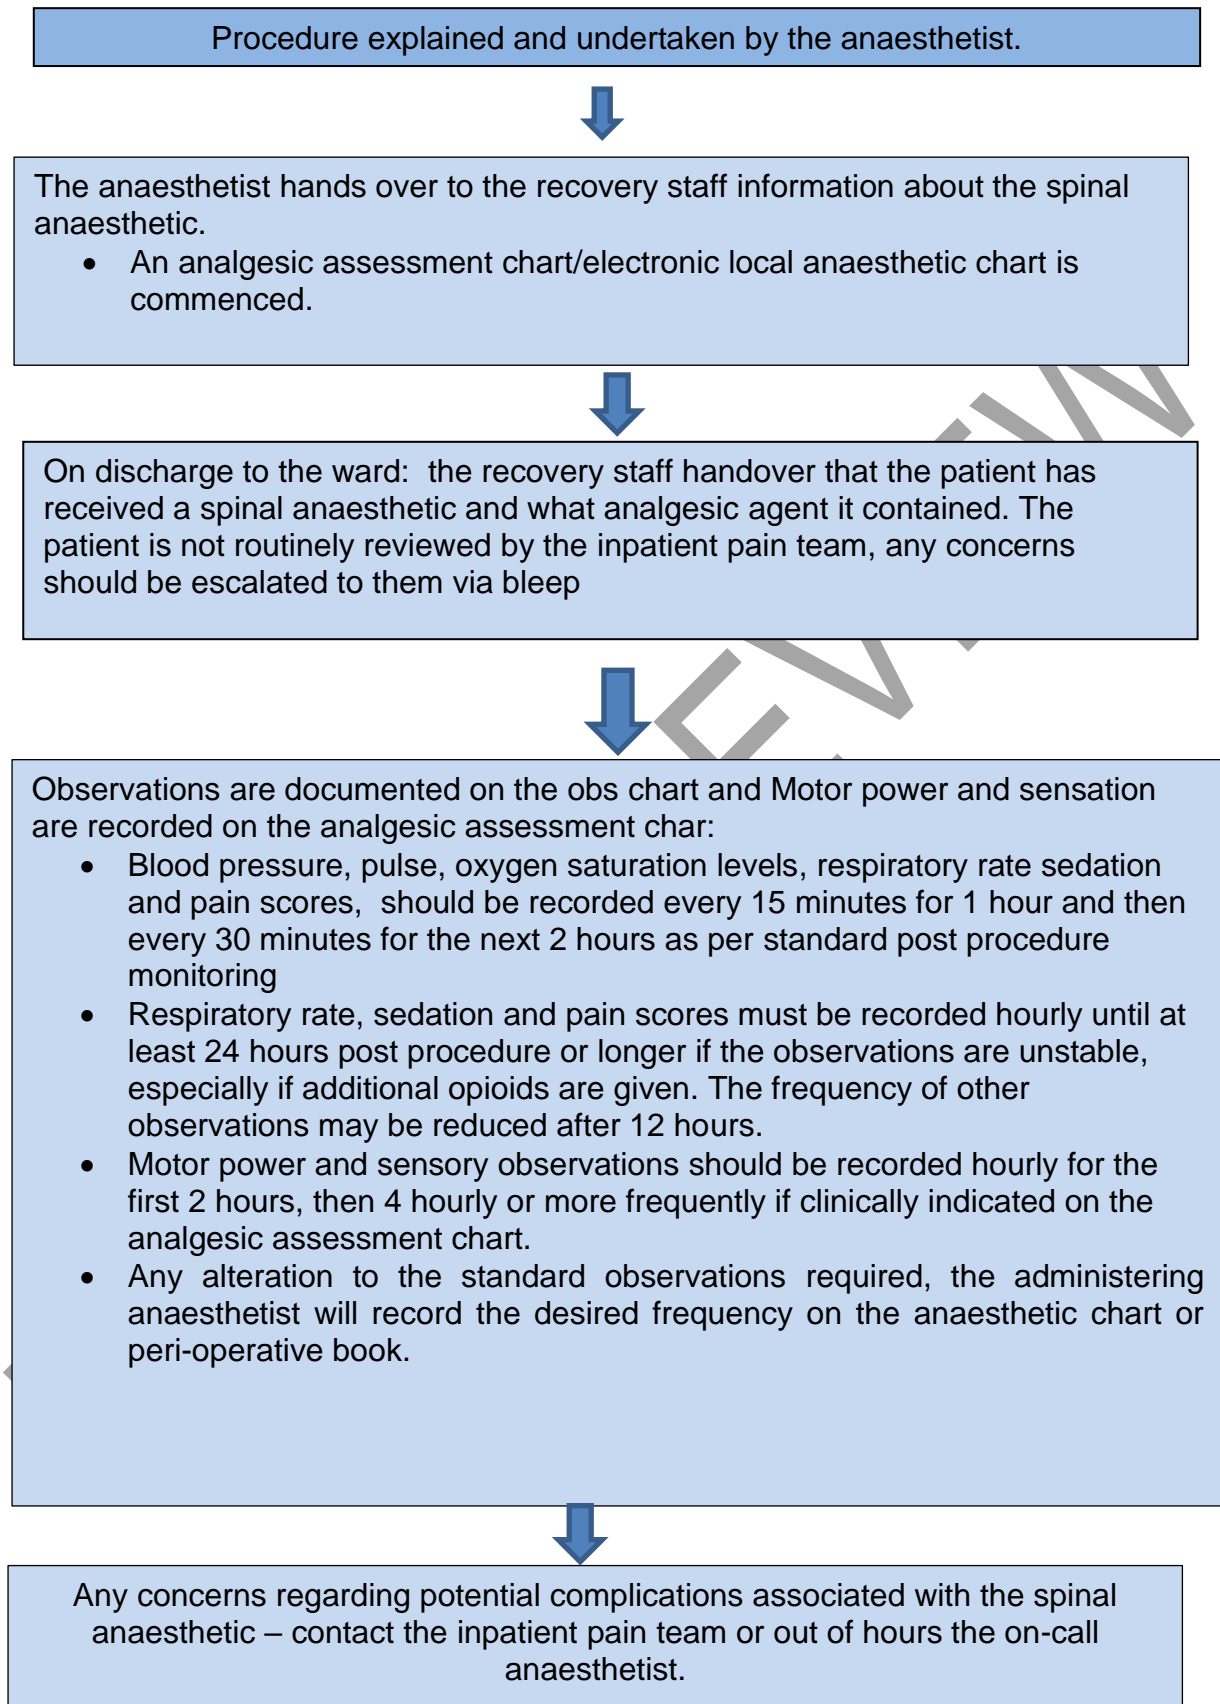 Procedure explained and undertaken by the anaesthetist.
The anaesthetist hands over to the recovery staff information about the spinal
anaesthetic.
• An analgesic assessment chart/electronic local anaesthetic chart is
commenced.
On discharge to the ward:  the recovery staff handover that the patient has
received a spinal anaesthetic and what analgesic agent it contained. The
patient is not routinely reviewed by the inpatient pain team, any concerns
should be escalated to them via bleep
Observations are documented on the obs chart and Motor power and sensation
are recorded on the analgesic assessment char:
• Blood pressure, pulse, oxygen saturation levels, respiratory rate sedation
and pain scores,  should be recorded every 15 minutes for 1 hour and then
every 30 minutes for the next 2 hours as per standard post procedure
monitoring
• Respiratory rate, sedation and pain scores must be recorded hourly until at
least 24 hours post procedure or longer if the observations are unstable,
especially if additional opioids are given. The frequency of other
observations may be reduced after 12 hours.
• Motor power and sensory observations should be recorded hourly for the
first 2 hours, then 4 hourly or more frequently if clinically indicated on the
analgesic assessment chart.
• Any alteration to the standard observations required, the administering
anaesthetist will record the desired frequency on the anaesthetic chart or
peri-operative book.
Any concerns regarding potential complications associated with the spinal
anaesthetic – contact the inpatient pain team or out of hours the on-call
anaesthetist.